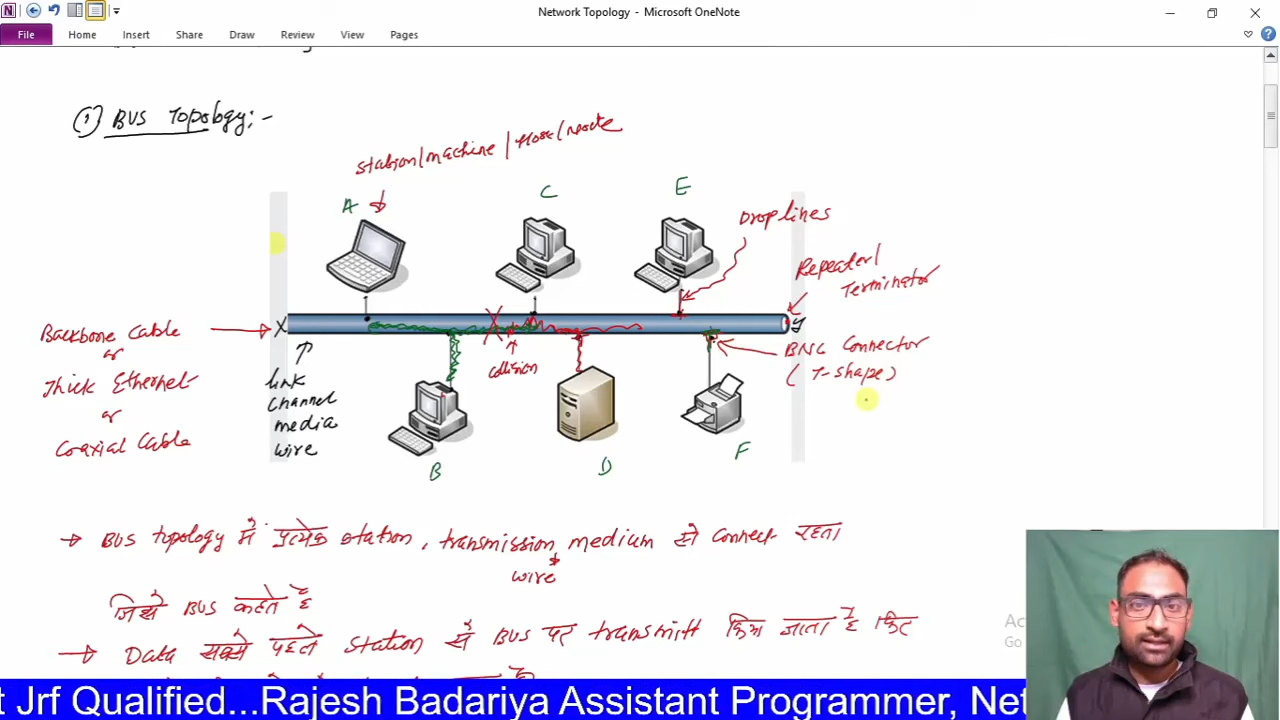 Network Topology - Microsoft OneNote
File Home Insert Share Draw Review View Pages
① BUS Topology:-
station/machine/Host/node
A
C
E
Drop lines
Repeater/
Terminator
Backbone Cable
or
Thick Ethernet
or
Coaxial Cable
X
link
channel
media
wire
collision
BNC Connector
(T-shape)
Y
B
D
F
→ BUS topology में प्रत्येक station, transmission medium से connect रहता
wire
जिसे BUS कहते है
→ Data सबसे पहले station से BUS पर transmit किया जाता है फिर
t Jrf Qualified...Rajesh Badariya Assistant Programmer, Net